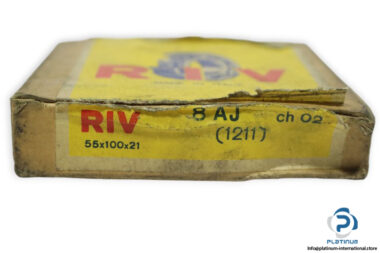 RIV
RIV
8 AJ
ch 02
(1211)
55x100x21
PLATINUM
info@platinum-international.store